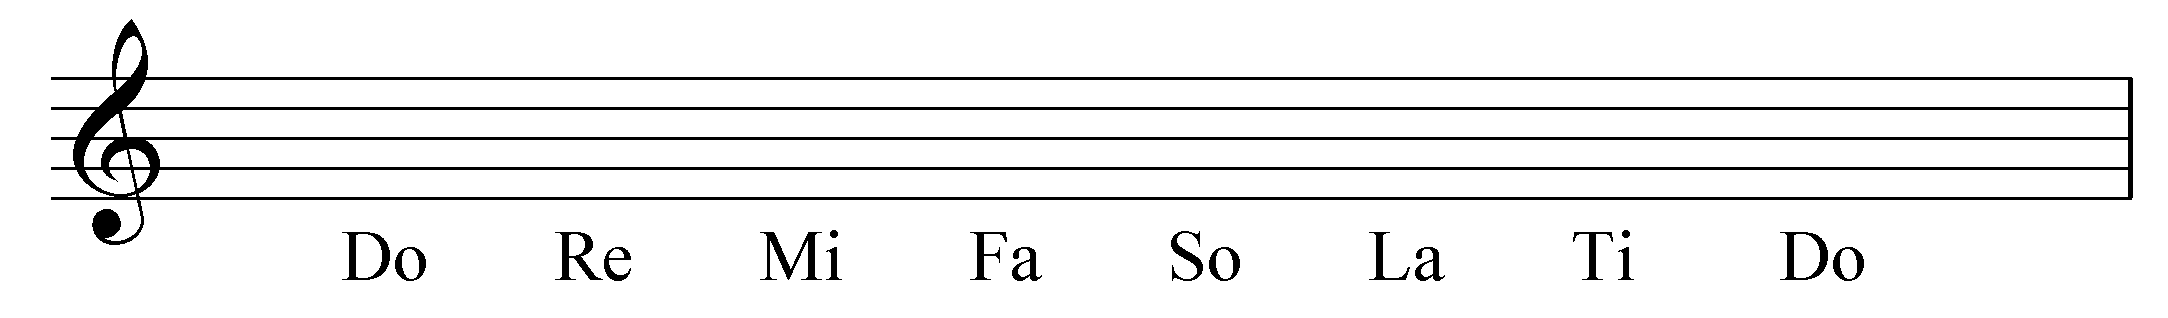 Do Re Mi Fa So La Ti Do